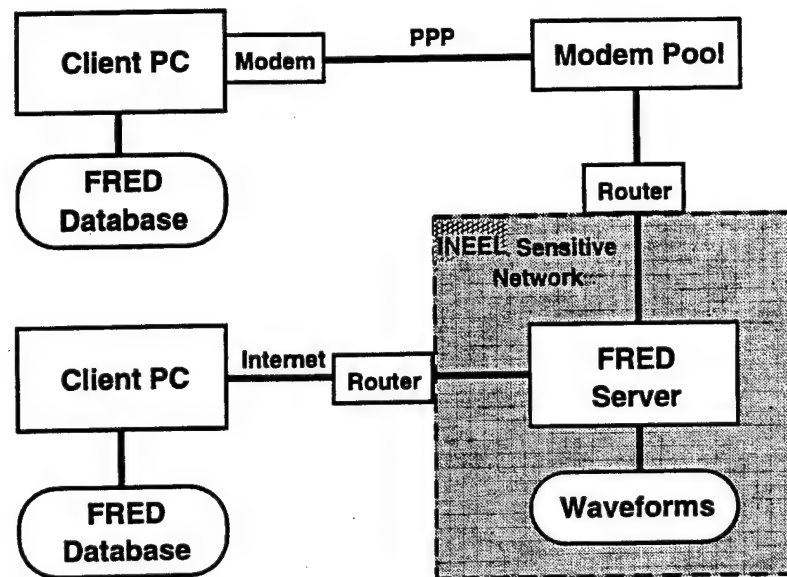 Client PC
Modem
PPP
Modem Pool
FRED
Database
Router
INEEL Sensitive
Network
Client PC
Internet
Router
FRED
Server
FRED
Database
Waveforms